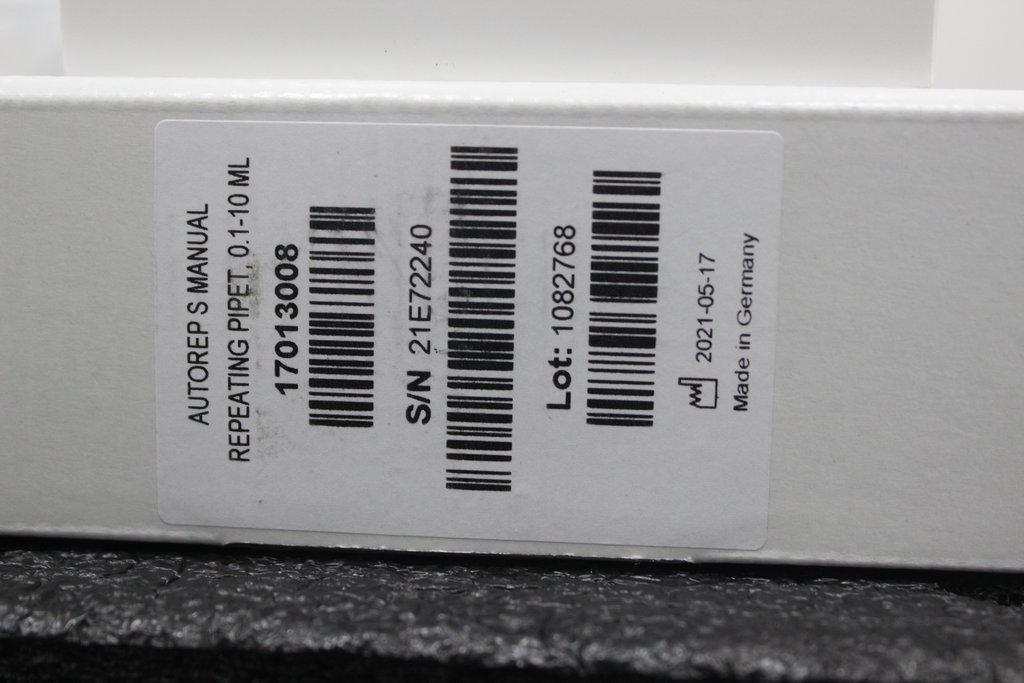 AUTOREP S MANUAL
REPEATING PIPET, 0.1-10 ML
17013008
S/N 21E72240
Lot: 1082768
2021-05-17
Made in Germany